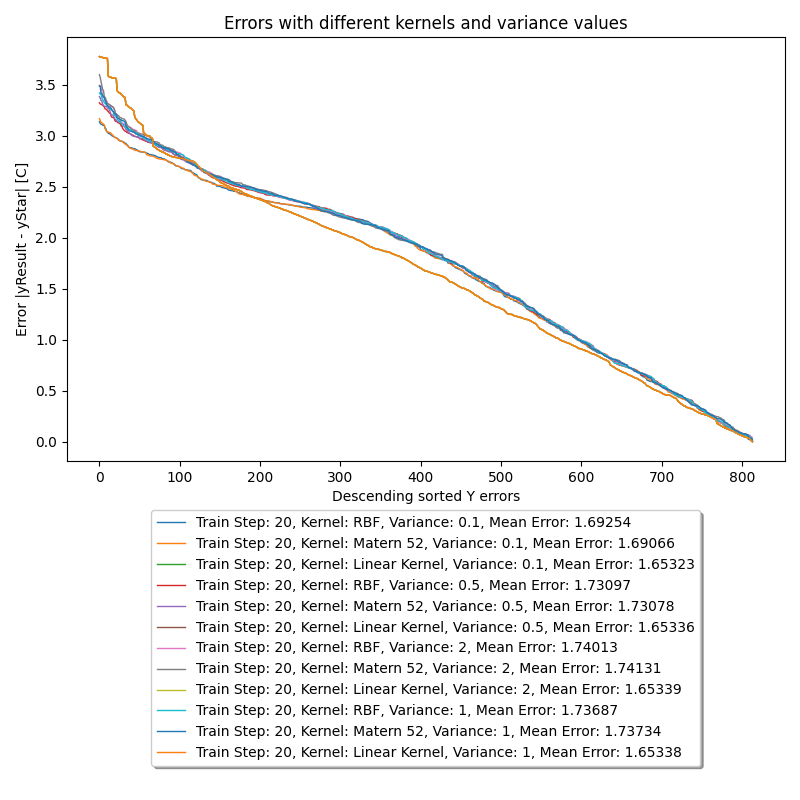 Errors with different kernels and variance values
3.5
3.0
2.5
2.0
1.5
1.0
0.5
0.0
Error |yResult - yStar| [C]
0 100 200 300 400 500 600 700 800
Descending sorted Y errors
Train Step: 20, Kernel: RBF, Variance: 0.1, Mean Error: 1.69254
Train Step: 20, Kernel: Matern 52, Variance: 0.1, Mean Error: 1.69066
Train Step: 20, Kernel: Linear Kernel, Variance: 0.1, Mean Error: 1.65323
Train Step: 20, Kernel: RBF, Variance: 0.5, Mean Error: 1.73097
Train Step: 20, Kernel: Matern 52, Variance: 0.5, Mean Error: 1.73078
Train Step: 20, Kernel: Linear Kernel, Variance: 0.5, Mean Error: 1.65336
Train Step: 20, Kernel: RBF, Variance: 2, Mean Error: 1.74013
Train Step: 20, Kernel: Matern 52, Variance: 2, Mean Error: 1.74131
Train Step: 20, Kernel: Linear Kernel, Variance: 2, Mean Error: 1.65339
Train Step: 20, Kernel: RBF, Variance: 1, Mean Error: 1.73687
Train Step: 20, Kernel: Matern 52, Variance: 1, Mean Error: 1.73734
Train Step: 20, Kernel: Linear Kernel, Variance: 1, Mean Error: 1.65338